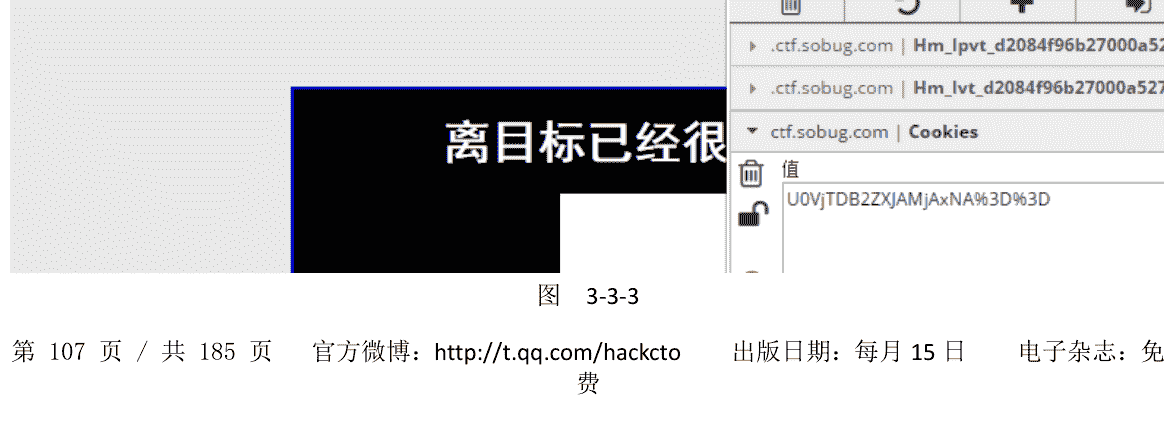 .ctf.sobug.com | Hm_lpvt_d2084f96b27000a52
.ctf.sobug.com | Hm_lvt_d2084f96b27000a527
离目标已经很
ctf.sobug.com | Cookies
值
U0VjTDB2ZXJAMjAxNA%3D%3D
图 3-3-3
第 107 页 / 共 185 页 官方微博：http://t.qq.com/hackcto 出版日期：每月 15 日 电子杂志：免
费